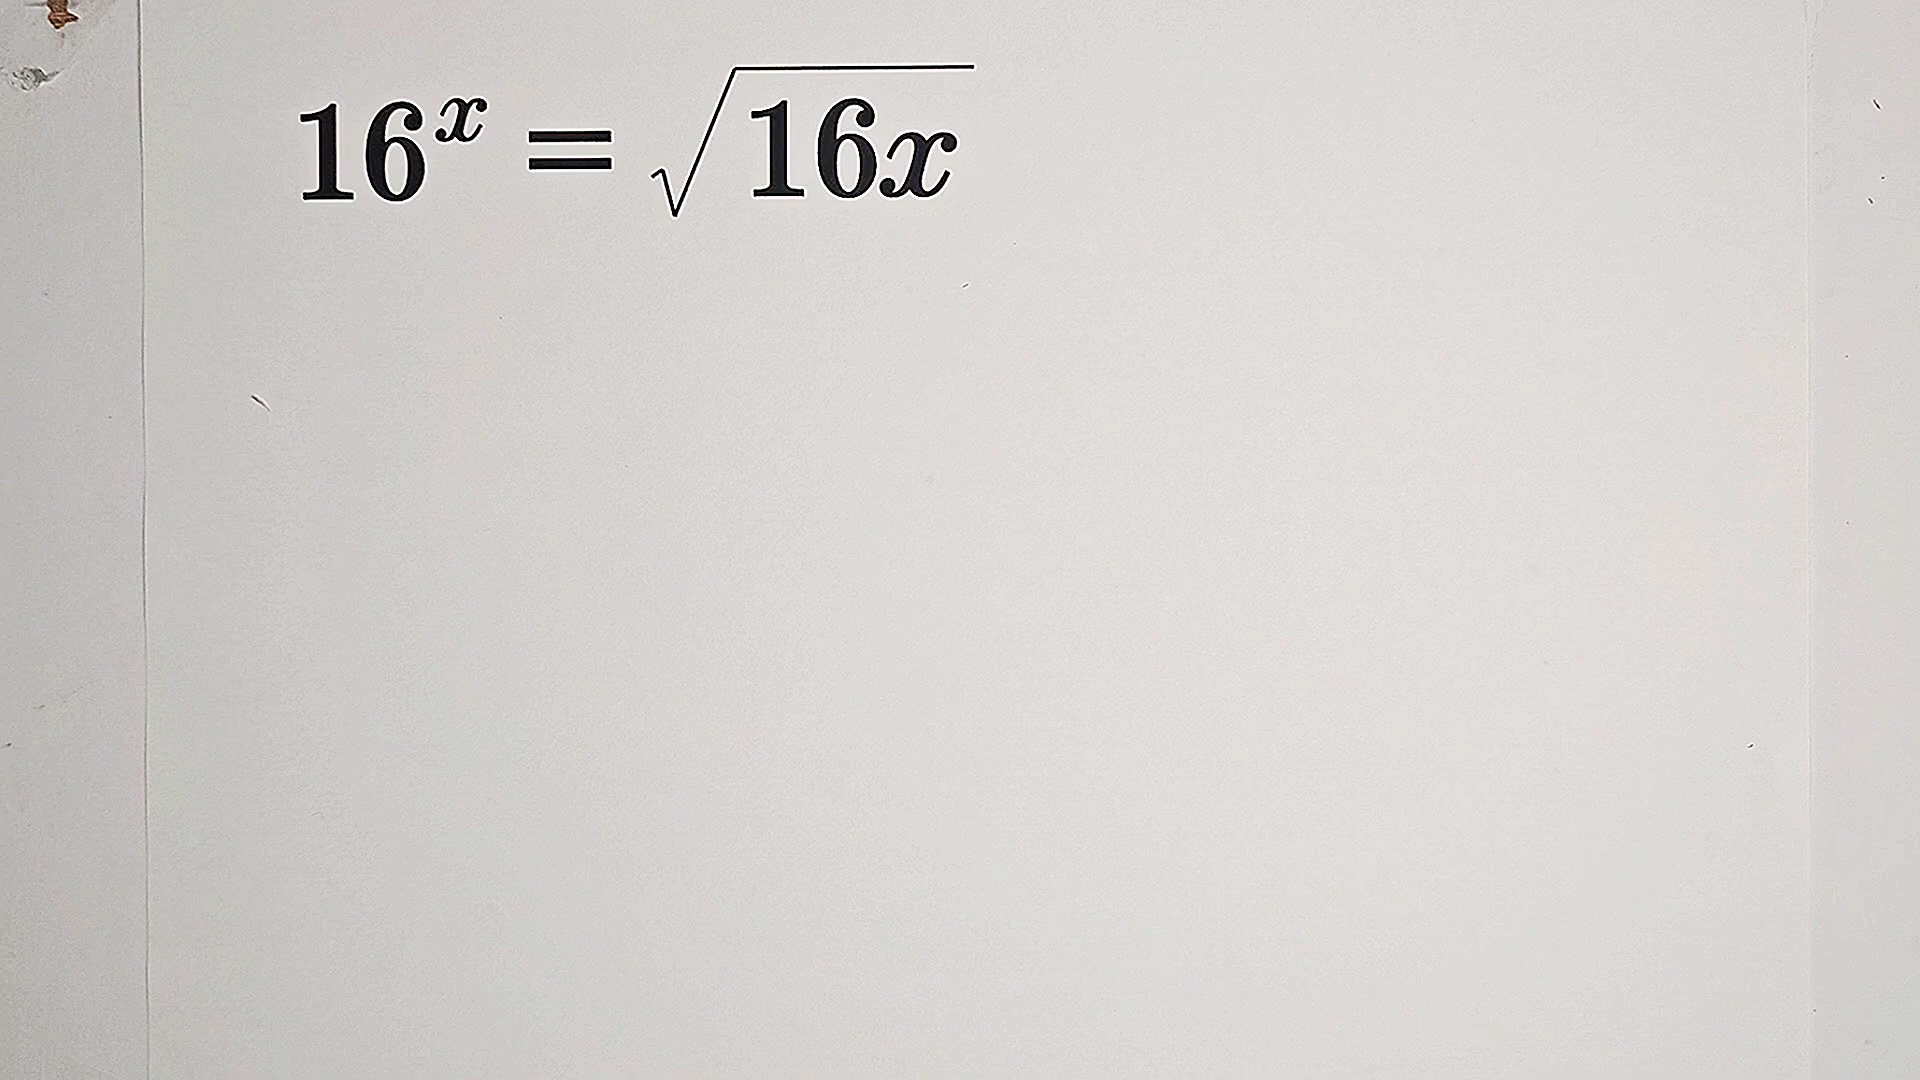 16^x = √16x